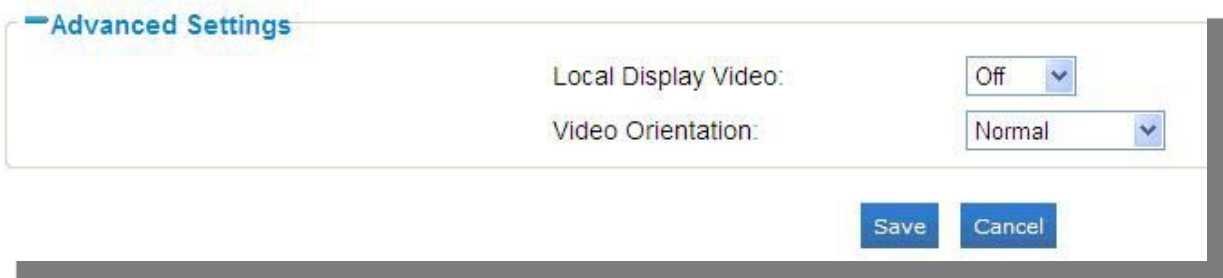 Advanced Settings
Local Display Video: Off
Video Orientation: Normal
Save Cancel